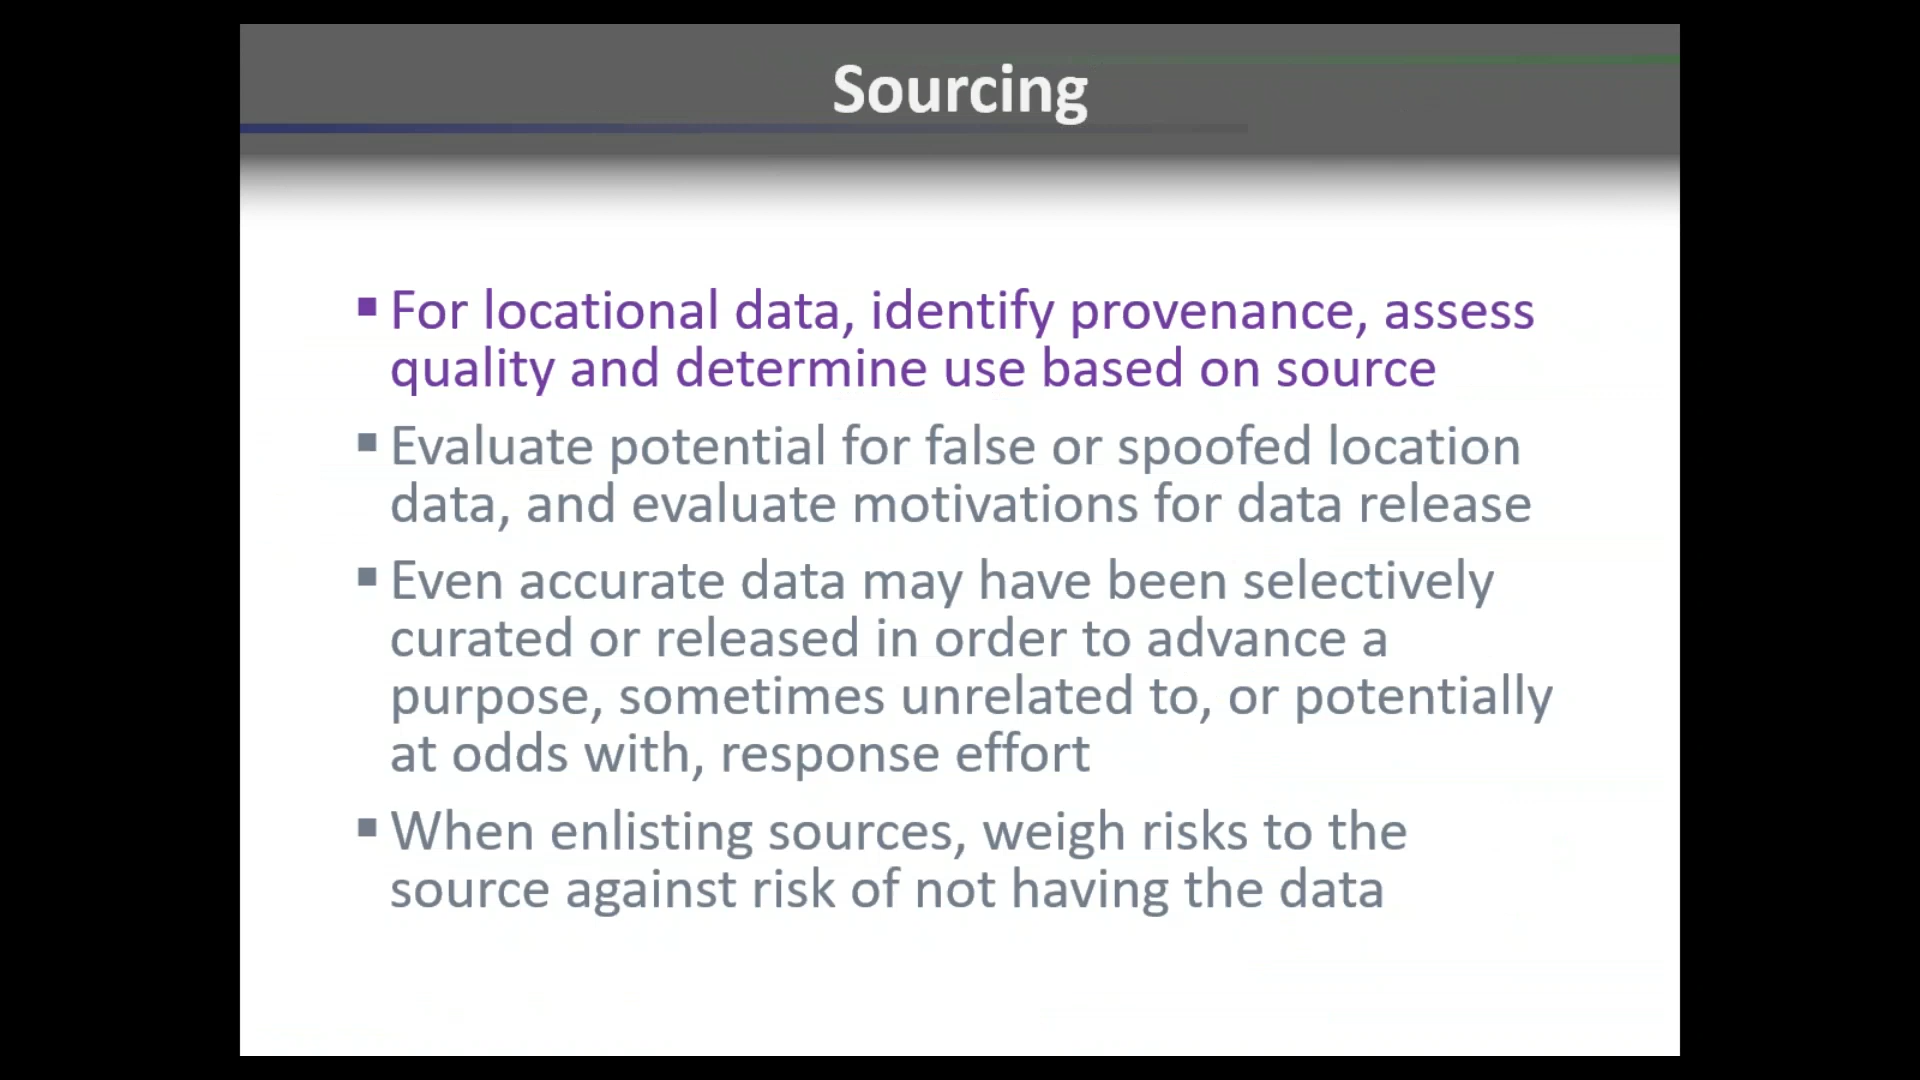 Sourcing
▪ For locational data, identify provenance, assess
quality and determine use based on source
▪ Evaluate potential for false or spoofed location
data, and evaluate motivations for data release
▪ Even accurate data may have been selectively
curated or released in order to advance a
purpose, sometimes unrelated to, or potentially
at odds with, response effort
▪ When enlisting sources, weigh risks to the
source against risk of not having the data